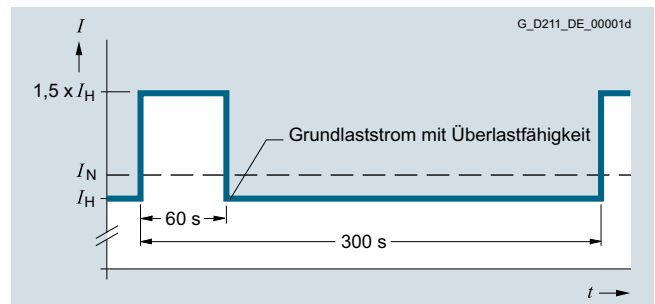 G_D211_DE_00001d
I
1,5 x IH
Grundlaststrom mit Überlastfähigkeit
IN
IH
60 s
300 s
t